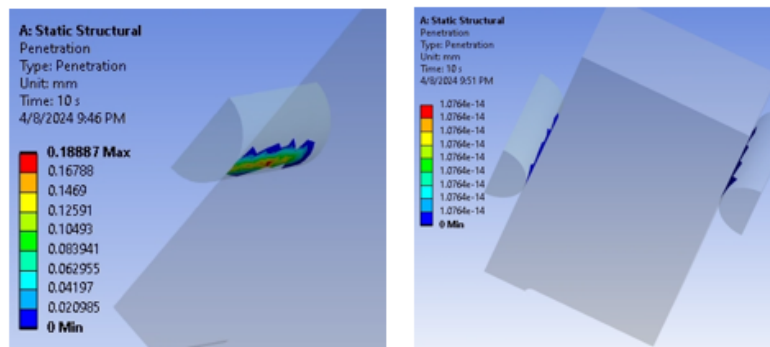 A: Static Structural
Penetration
Type: Penetration
Unit: mm
Time: 10 s
4/8/2024 9:46 PM
0.18887 Max
0.16788
0.1469
0.12591
0.10493
0.083941
0.062955
0.04197
0.020985
0 Min
A: Static Structural
Penetration
Type: Penetration
Unit: mm
Time: 10 s
4/8/2024 9:51 PM
1.0764e-14
1.0764e-14
1.0764e-14
1.0764e-14
1.0764e-14
1.0764e-14
1.0764e-14
1.0764e-14
1.0764e-14
0 Min